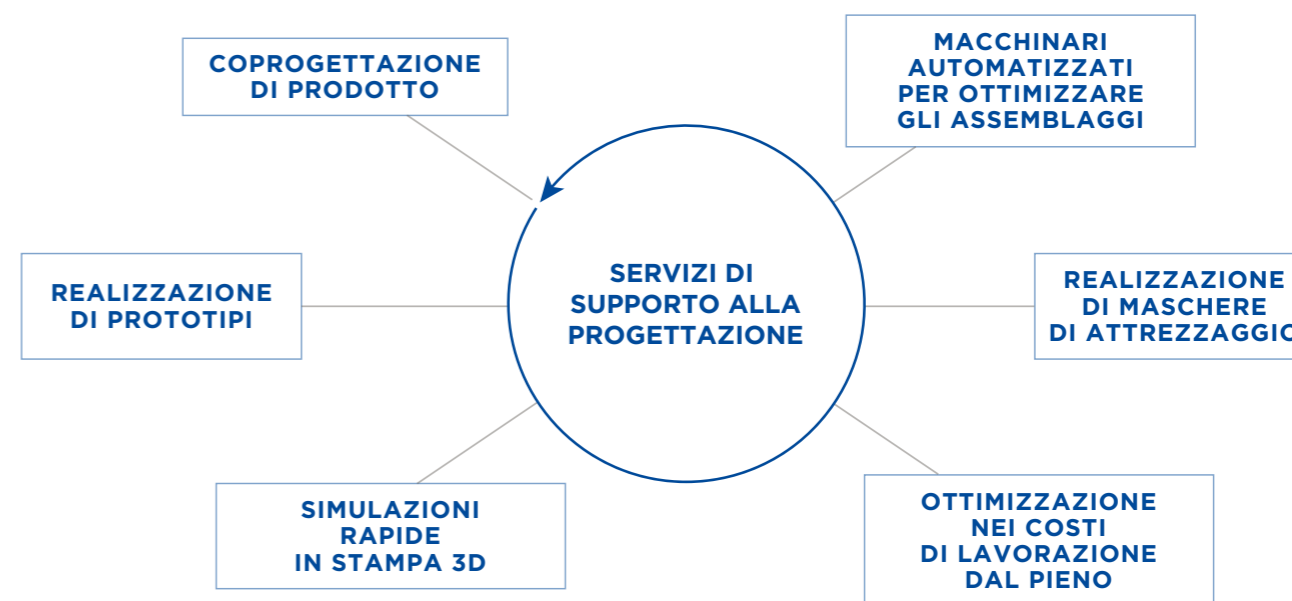 COPROGETTAZIONE
DI PRODOTTO
MACCHINARI
AUTOMATIZZATI
PER OTTIMIZZARE
GLI ASSEMBLAGGI
REALIZZAZIONE
DI PROTOTIPI
SERVIZI DI
SUPPORTO ALLA
PROGETTAZIONE
REALIZZAZIONE
DI MASCHERE
DI ATTREZZAGGIO
SIMULAZIONI
RAPIDE
IN STAMPA 3D
OTTIMIZZAZIONE
NEI COSTI
DI LAVORAZIONE
DAL PIENO